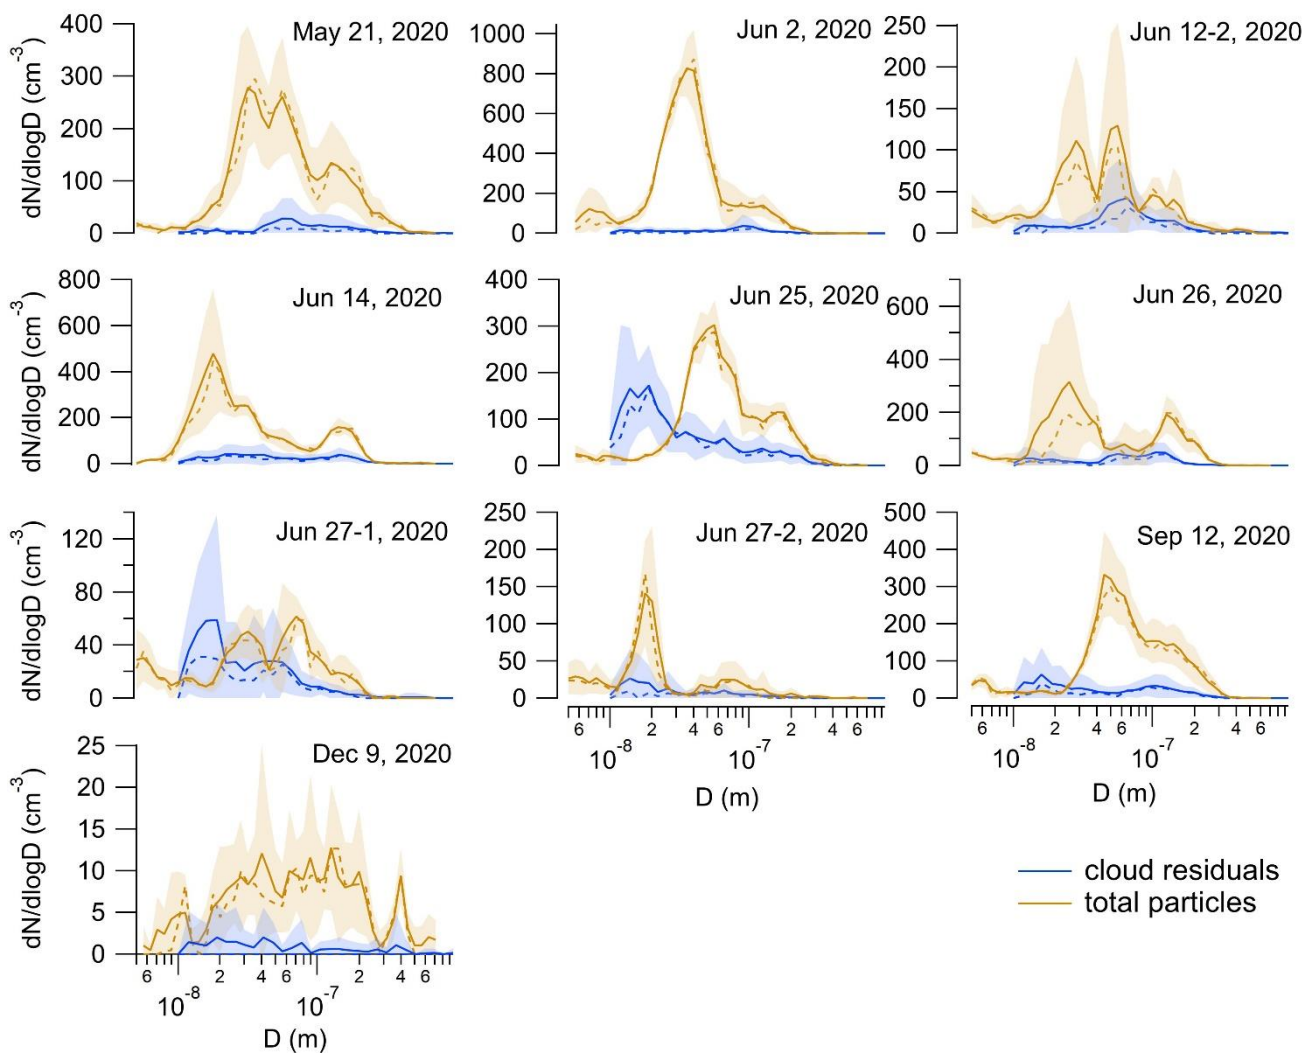 May 21, 2020
dN/dlogD (cm⁻³)
400
300
200
100
0
Jun 2, 2020
1000
800
600
400
200
0
Jun 12-2, 2020
250
200
150
100
50
0
Jun 14, 2020
dN/dlogD (cm⁻³)
800
600
400
200
0
Jun 25, 2020
400
300
200
100
0
Jun 26, 2020
600
400
200
0
Jun 27-1, 2020
dN/dlogD (cm⁻³)
120
80
40
0
Jun 27-2, 2020
250
200
150
100
50
0
6 2 4 6 2 4 6
10⁻⁸ 10⁻⁷
D (m)
Sep 12, 2020
500
400
300
200
100
0
6 2 4 6 2 4 6
10⁻⁸ 10⁻⁷
D (m)
Dec 9, 2020
dN/dlogD (cm⁻³)
25
20
15
10
5
0
6 2 4 6 2 4 6
10⁻⁸ 10⁻⁷
D (m)
cloud residuals
total particles